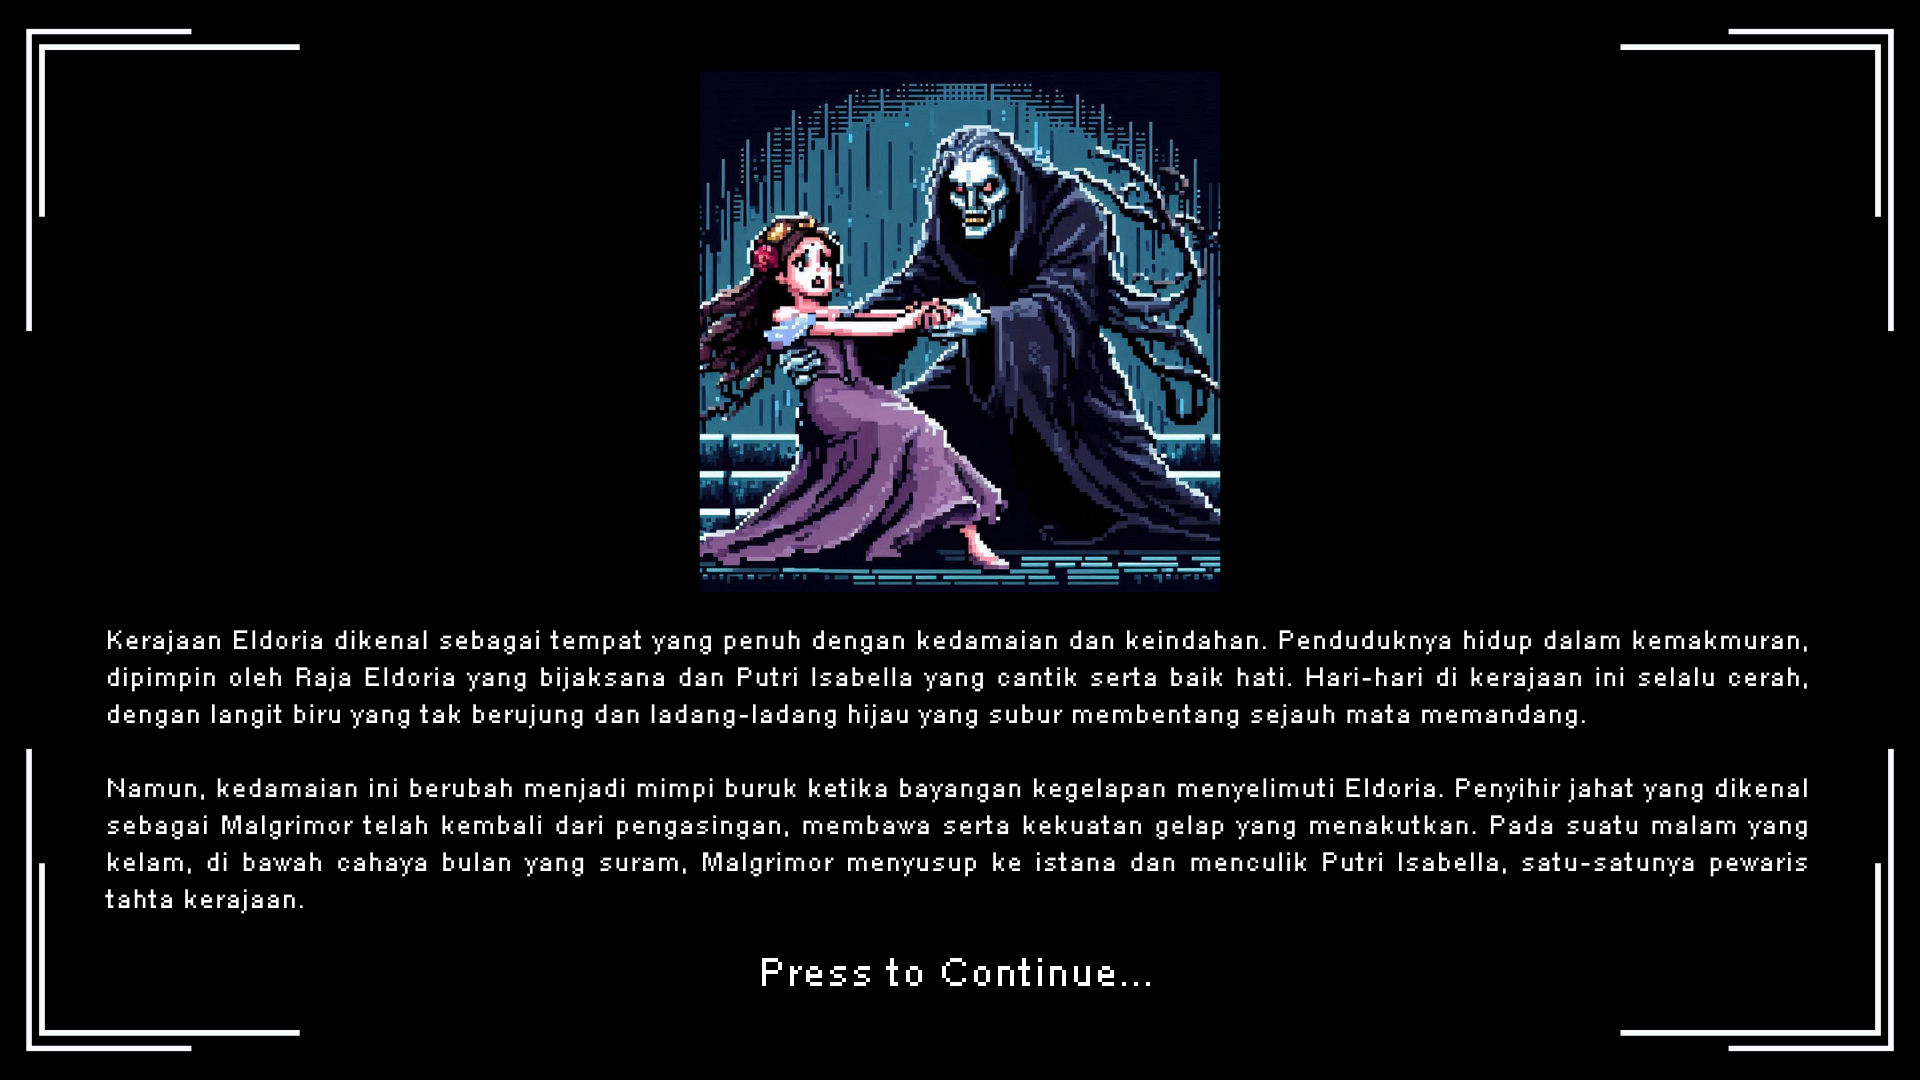 Kerajaan Eldoria dikenal sebagai tempat yang penuh dengan kedamaian dan keindahan. Penduduknya hidup dalam kemakmuran,
dipimpin oleh Raja Eldoria yang bijaksana dan Putri Isabella yang cantik serta baik hati. Hari-hari di kerajaan ini selalu cerah,
dengan langit biru yang tak berujung dan ladang-ladang hijau yang subur membentang sejauh mata memandang.
Namun, kedamaian ini berubah menjadi mimpi buruk ketika bayangan kegelapan menyelimuti Eldoria. Penyihir jahat yang dikenal
sebagai Malgrimor telah kembali dari pengasingan, membawa serta kekuatan gelap yang menakutkan. Pada suatu malam yang
kelam, di bawah cahaya bulan yang suram, Malgrimor menyusup ke istana dan menculik Putri Isabella, satu-satunya pewaris
tahta kerajaan.
Press to Continue...